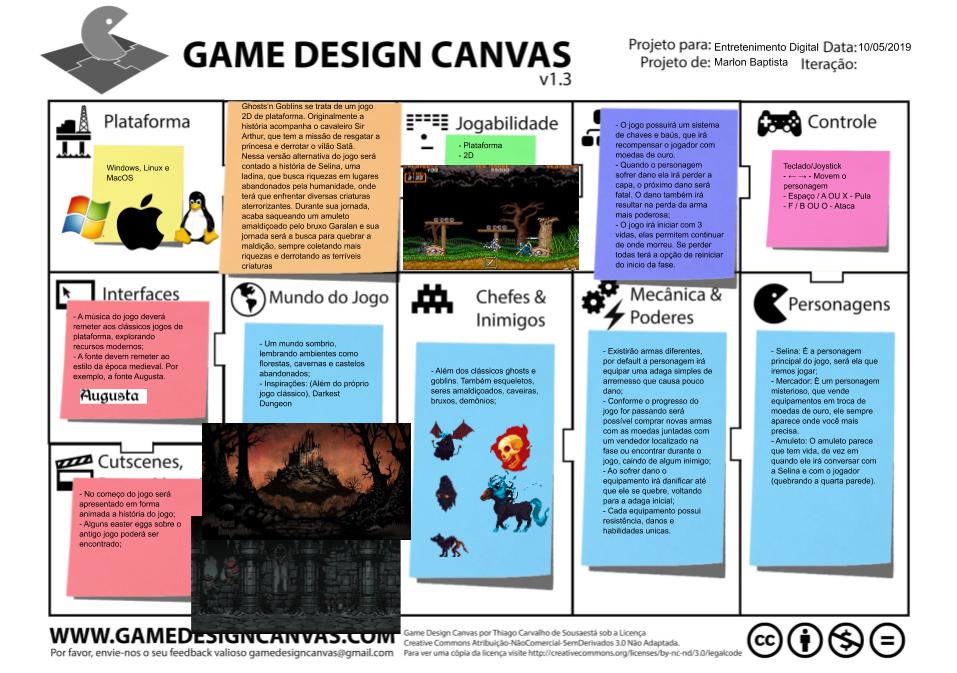 GAME DESIGN CANVAS
v1.3
Projeto para: Entretenimento Digital Data: 10/05/2019
Projeto de: Marlon Baptista Iteração:
Plataforma
Windows, Linux e
MacOS
Ghosts'n Goblins se trata de um jogo
2D de plataforma. Originalmente a
história acompanha o cavaleiro Sir
Arthur, que tem a missão de resgatar a
princesa e derrotar o vilão Satã.
Nessa versão alternativa do jogo será
contado a história de Selina, uma
ladina, que busca riquezas em lugares
abandonados pela humanidade, onde
terá que enfrentar diversas criaturas
aterrorizantes. Durante sua jornada,
acaba saqueando um amuleto
amaldiçoado pelo bruxo Garalan e sua
jornada será a busca para quebrar a
maldição, sempre coletando mais
riquezas e derrotando as terríveis
criaturas
Jogabilidade
- Plataforma
- 2D
- O jogo possuirá um sistema
de chaves e baús, que irá
recompensar o jogador com
moedas de ouro.
- Quando o personagem
sofrer dano ela irá perder a
capa, o próximo dano será
fatal. O dano também irá
resultar na perda da arma
mais poderosa;
- O jogo irá iniciar com 3
vidas, elas permitem continuar
de onde morreu. Se perder
todas terá a opção de reiniciar
do inicio da fase.
Controle
Teclado/Joystick
- ← → - Movem o
personagem
- Espaço / A OU X - Pula
- F / B OU O - Ataca
Interfaces
- A música do jogo deverá
remeter aos clássicos jogos de
plataforma, explorando
recursos modernos;
- A fonte devem remeter ao
estilo da época medieval. Por
exemplo, a fonte Augusta.
Augusta
Mundo do Jogo
- Um mundo sombrio,
lembrando ambientes como
florestas, cavernas e castelos
abandonados;
- Inspirações: (Além do próprio
jogo clássico), Darkest
Dungeon
Chefes &
Inimigos
- Além dos clássicos ghosts e
goblins. Também esqueletos,
seres amaldiçoados, caveiras,
bruxos, demônios;
Mecânica &
Poderes
- Existirão armas diferentes,
por default a personagem irá
equipar uma adaga simples de
arremesso que causa pouco
dano;
- Conforme o progresso do
jogo for passando será
possível comprar novas armas
com as moedas juntadas com
um vendedor localizado na
fase ou encontrar durante o
jogo, caindo de algum inimigo;
- Ao sofrer dano o
equipamento irá danificar até
que ele se quebre, voltando
para a adaga inicial;
- Cada equipamento possui
resistência, danos e
habilidades unicas.
Personagens
- Selina: É a personagem
principal do jogo, será ela que
iremos jogar;
- Mercador: È um personagem
misterioso, que vende
equipamentos em troca de
moedas de ouro, ele sempre
aparece onde você mais
precisa.
- Amuleto: O amuleto parece
que tem vida, de vez em
quando ele irá conversar com
a Selina e com o jogador
(quebrando a quarta parede).
Cutscenes,
- No começo do jogo será
apresentado em forma
animada a história do jogo;
- Alguns easter eggs sobre o
antigo jogo poderá ser
encontrado;
WWW.GAMEDESIGNCANVAS.COM
Por favor, envie-nos o seu feedback valioso gamedesigncanvas@gmail.com
Game Design Canvas por Thiago Carvalho de Sousaestá sob a Licença
Creative Commons Atribuição-NãoComercial-SemDerivados 3.0 Não Adaptada.
Para ver uma cópia da licença visite http://creativecommons.org/licenses/by-nc-nd/3.0/legalcode
cc